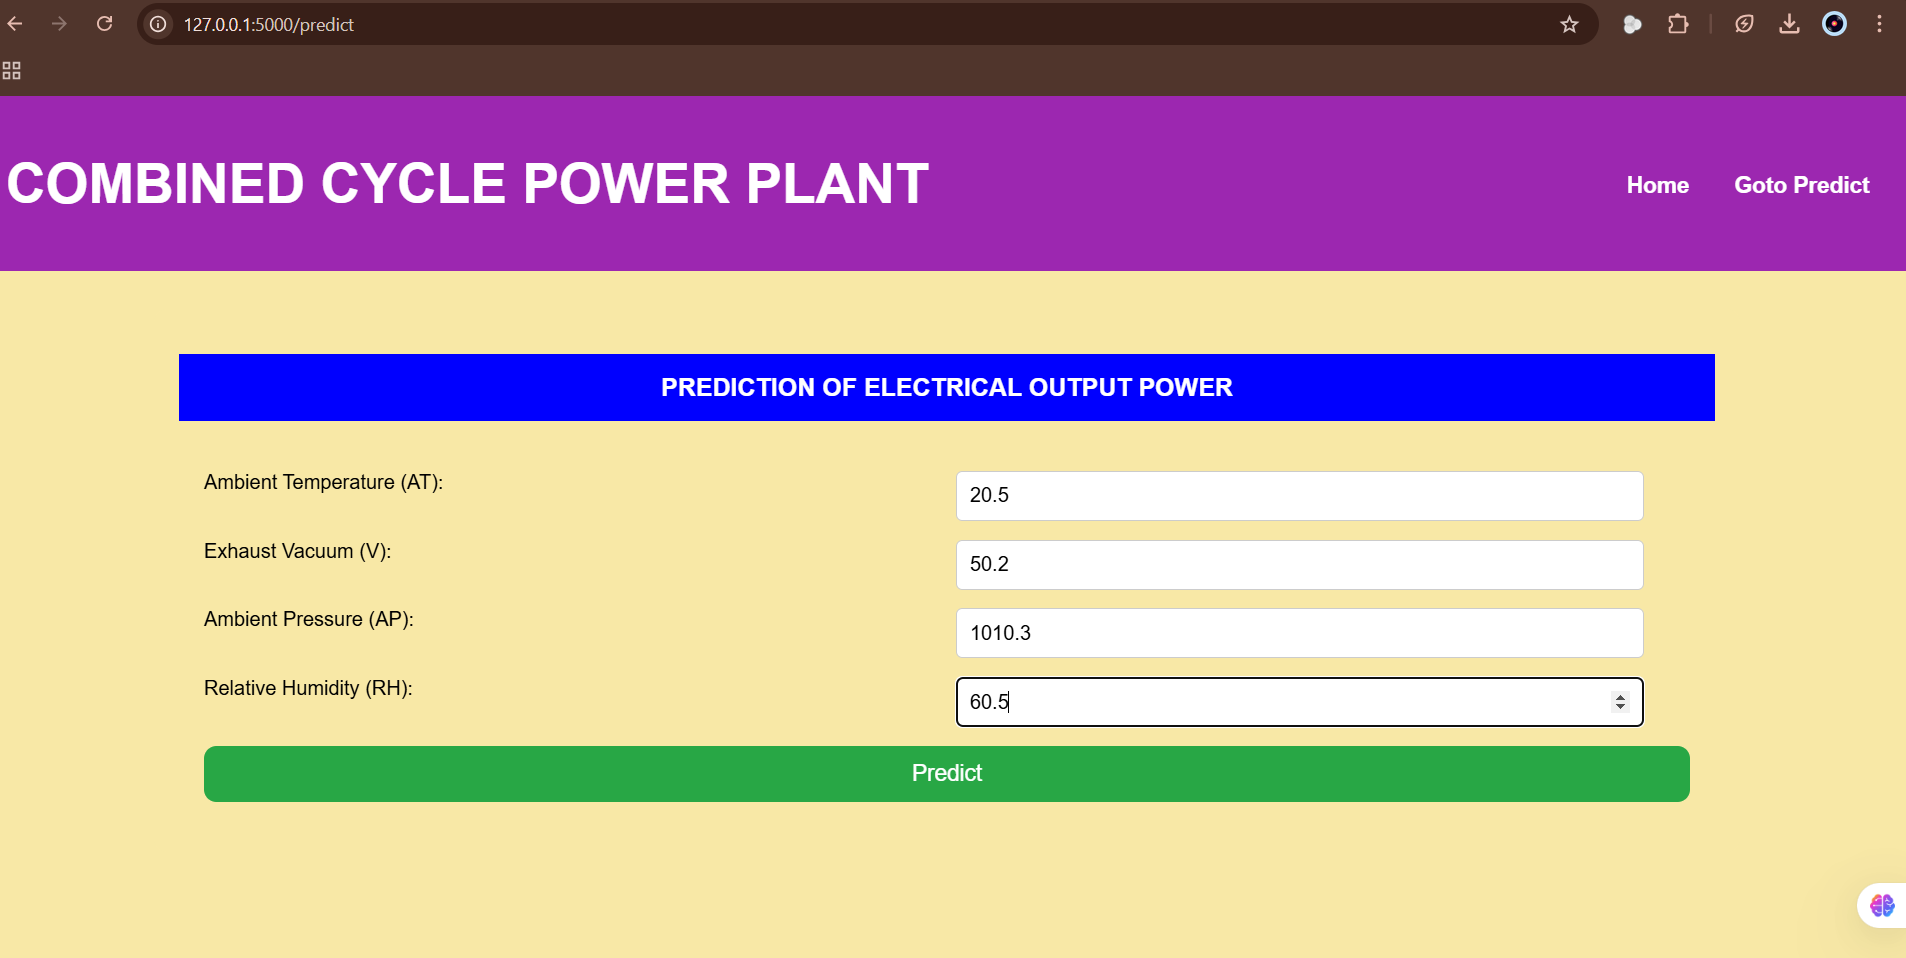 127.0.0.1:5000/predict
COMBINED CYCLE POWER PLANT
Home
Goto Predict
PREDICTION OF ELECTRICAL OUTPUT POWER
Ambient Temperature (AT):
20.5
Exhaust Vacuum (V):
50.2
Ambient Pressure (AP):
1010.3
Relative Humidity (RH):
60.5
Predict